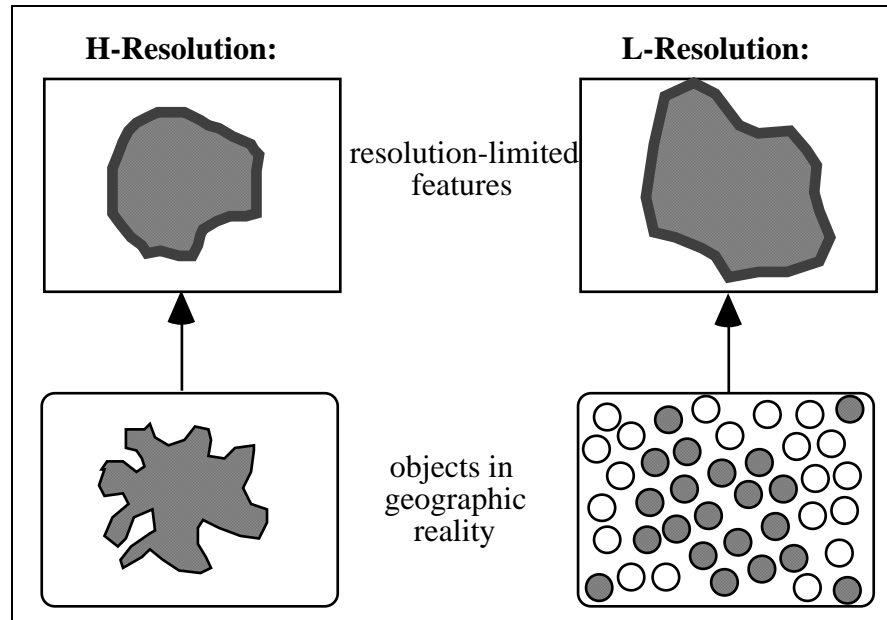 H-Resolution:
L-Resolution:
resolution-limited
features
objects in
geographic
reality